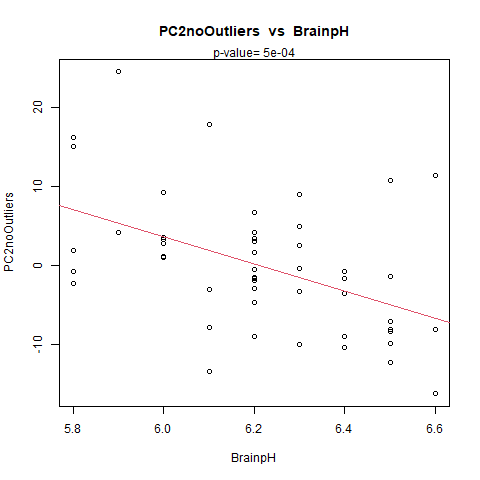 PC2noOutliers vs BrainpH
p-value= 5e-04
PC2noOutliers
20
10
0
-10
5.8 6.0 6.2 6.4 6.6
BrainpH